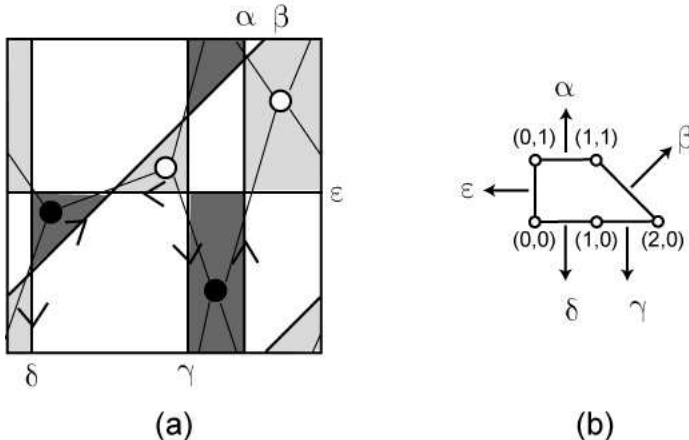 α β
ε
δ γ
(a)
α
(0,1) (1,1)
β
ε
(0,0) (1,0) (2,0)
δ γ
(b)